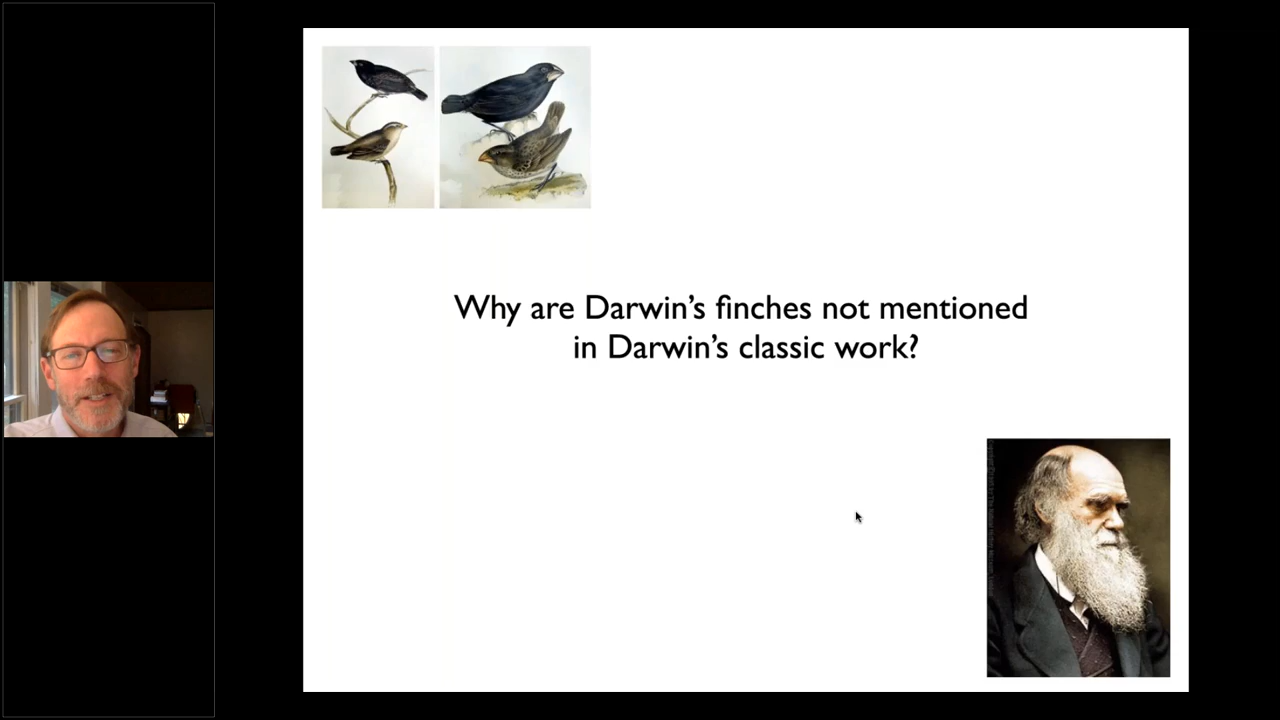 Why are Darwin’s finches not mentioned
in Darwin’s classic work?